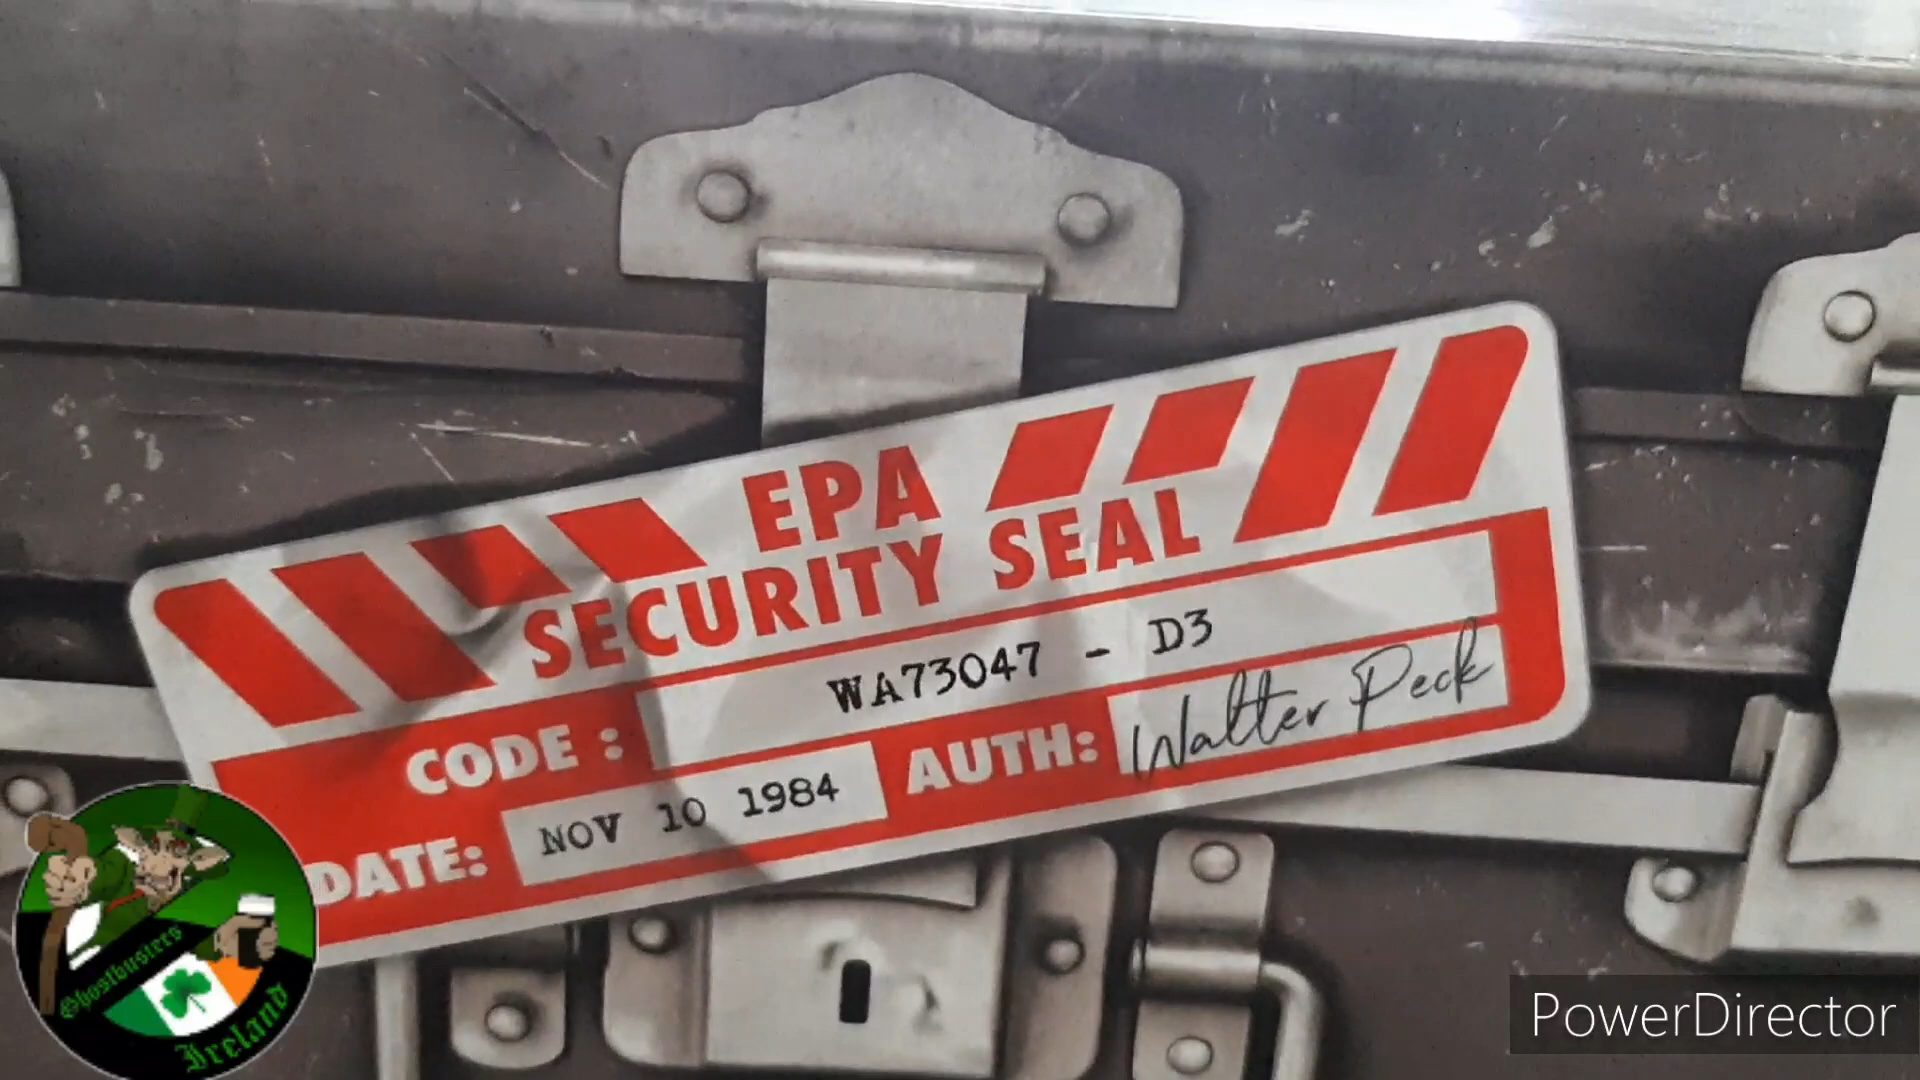 EPA
SECURITY SEAL
CODE : WA73047 - D3
DATE: NOV 10 1984 AUTH: Walter Peck
Ghostbusters
Ireland
PowerDirector